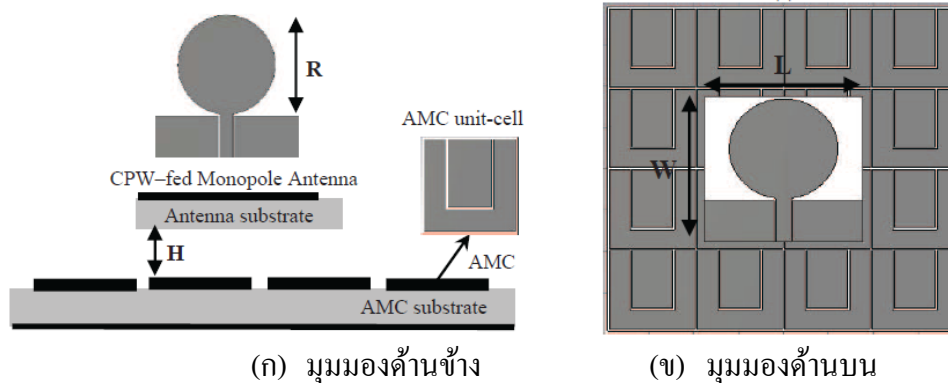 R
AMC unit-cell
CPW–fed Monopole Antenna
Antenna substrate
H
AMC
AMC substrate
(ก) มุมมองด้านข้าง
L
W
(ข) มุมมองด้านบน